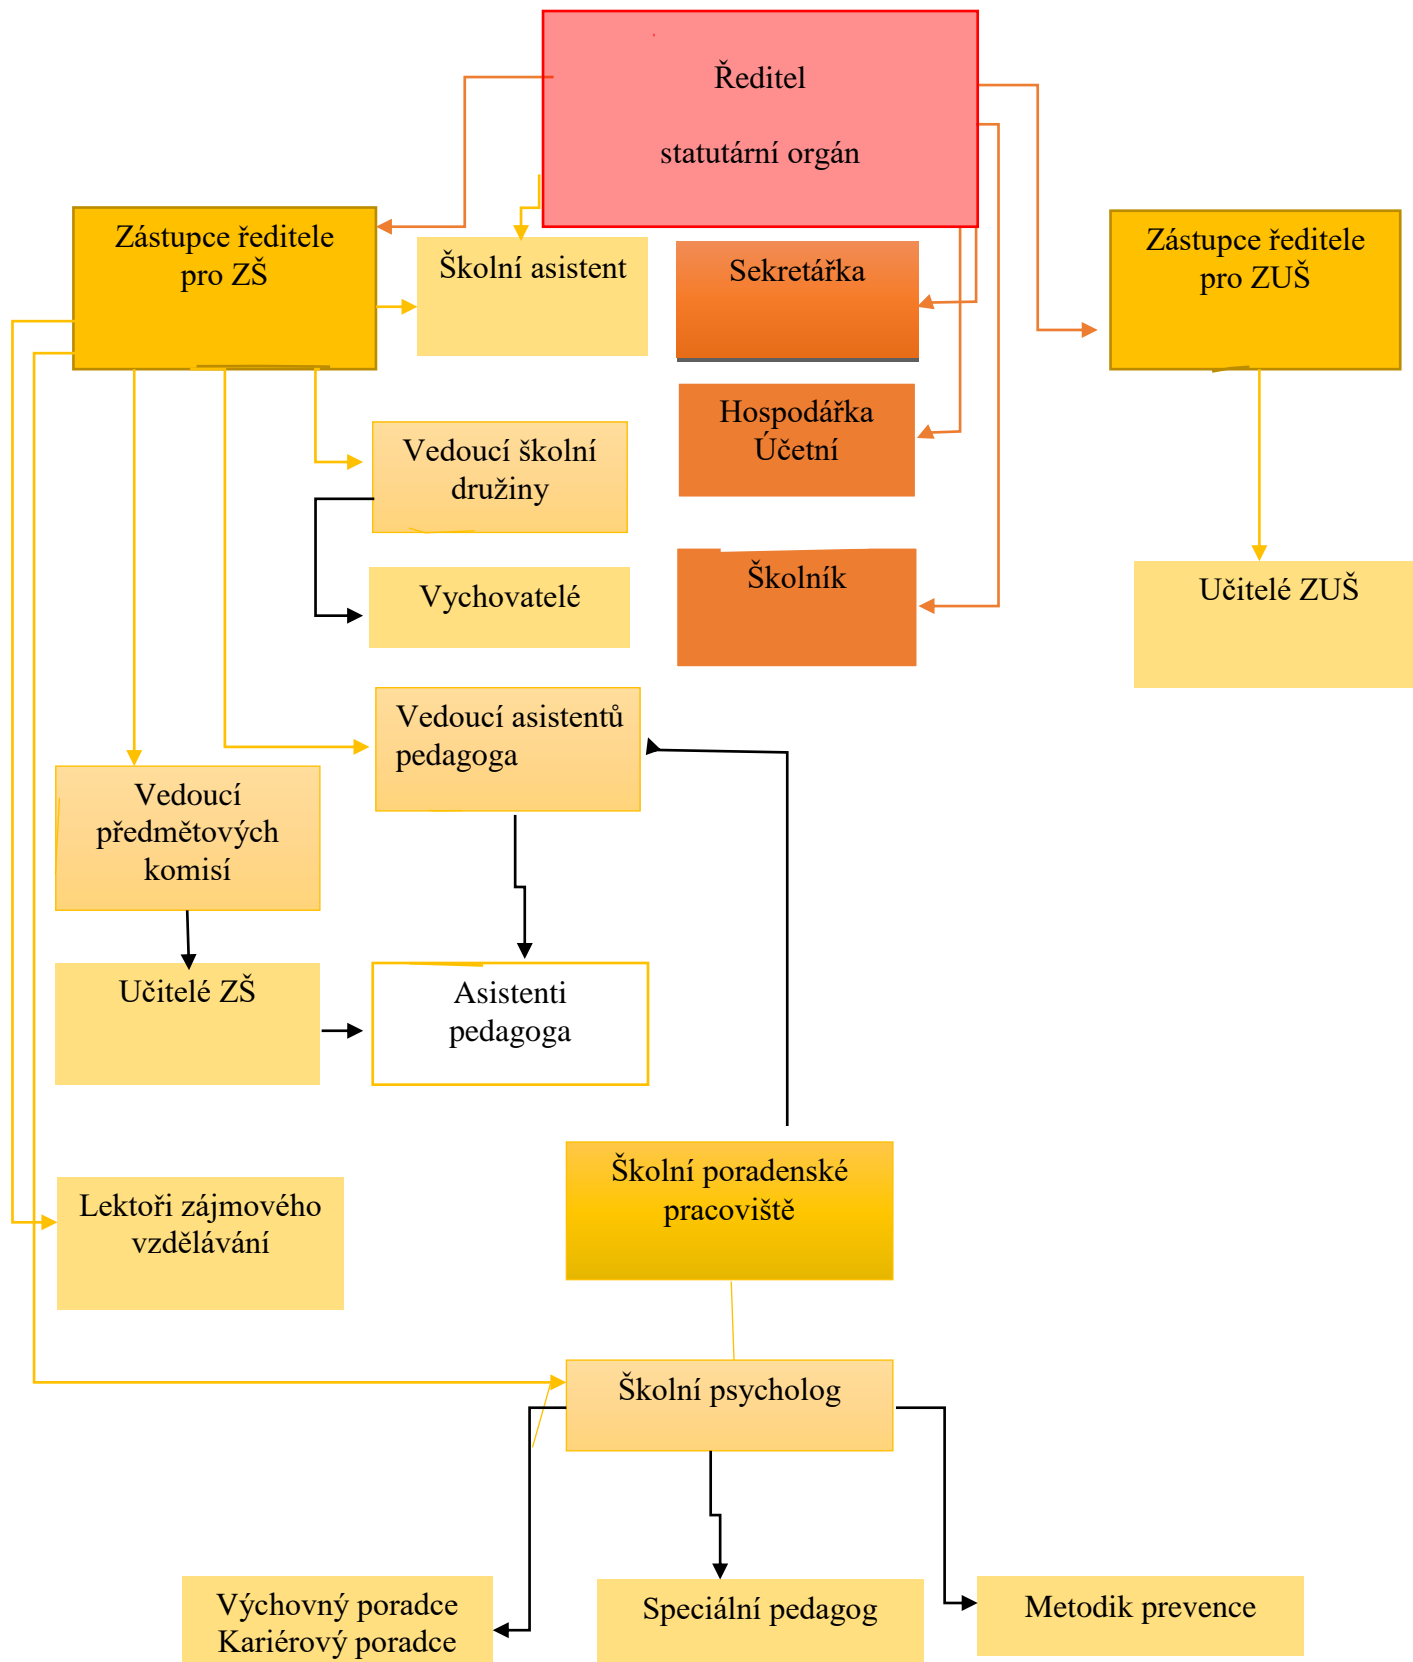 Ředitel
statutární orgán
Zástupce ředitele
pro ZŠ
Školní asistent
Sekretářka
Zástupce ředitele
pro ZUŠ
Hospodářka
Účetní
Vedoucí školní
družiny
Školník
Vychovatelé
Učitelé ZUŠ
Vedoucí asistentů
pedagoga
Vedoucí
předmětových
komisí
Učitelé ZŠ
Asistenti
pedagoga
Školní poradenské
pracoviště
Lektoři zájmového
vzdělávání
Školní psycholog
Výchovný poradce
Kariérový poradce
Speciální pedagog
Metodik prevence